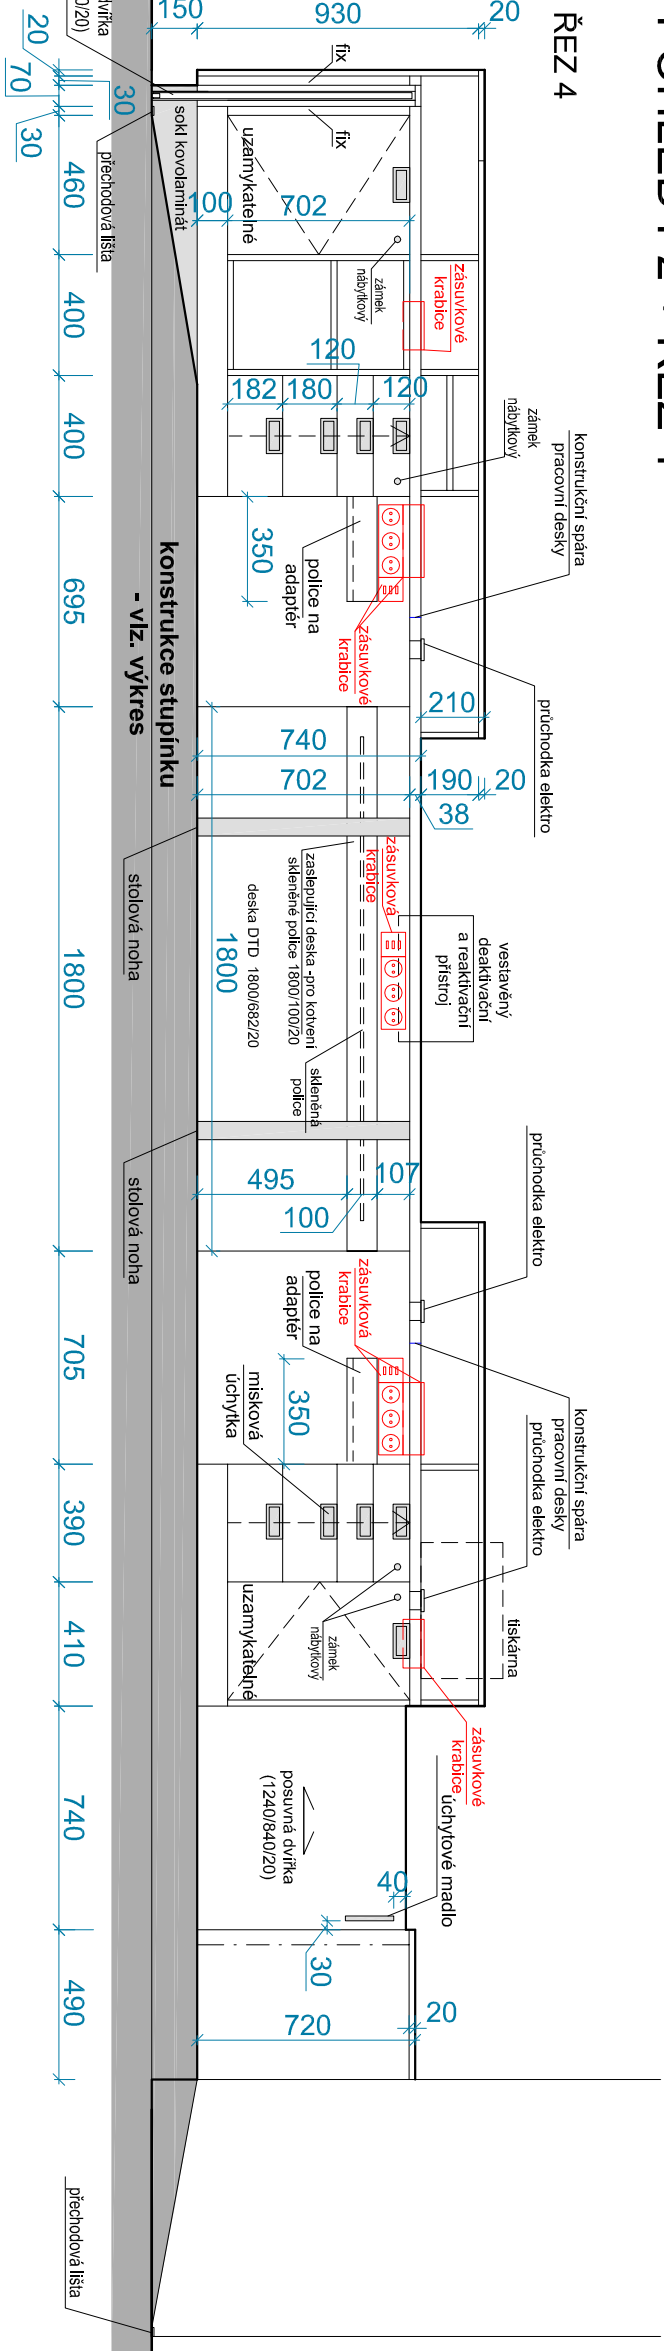 ŘEZ 4
150
930
20
fix
fix
20
70
30
30
sokl kovolaminát
přechodová lišta
uzamykatelné
100
702
zámek
nábytkový
zásuvkové
krabice
120
182
180
120
zámek
nábytkový
konstrukční spára
pracovní desky
350
police na
adaptér
zásuvkové
krabice
210
průchodka elektro
konstrukce stupínku
- vlz. výkres
740
702
190
20
38
stolová noha
zásuvková
krabice
zaslepující deska -pro kotvení
skleněné police 1800/100/20
deska DTD 1800/682/20
1800
vestavěný
deaktivační
a reaktivační
přístroj
skleněná
police
495
100
107
stolová noha
průchodka elektro
zásuvková
krabice
police na
adaptér
350
misková
úchytka
konstrukční spára
pracovní desky
průchodka elektro
tiskárna
uzamykatelné
zámek
nábytkový
zásuvkové
krabice
úchytové madlo
posuvná dvířka
(1240/840/20)
40
30
720
20
přechodová lišta
460
400
400
695
1800
705
390
410
740
490